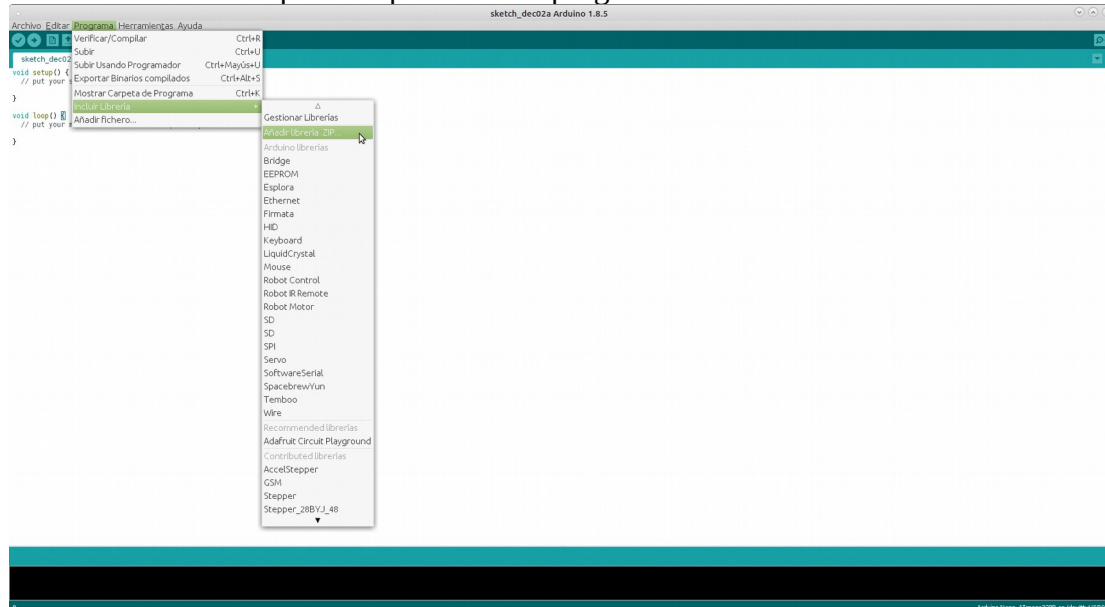 sketch_dec02a Arduino 1.8.5
Archivo Editar Programa Herramientas Ayuda
sketch_dec02
Verificar/Compilar Ctrl+R
Subir Ctrl+U
Subir Usando Programador Ctrl+Mayús+U
Exportar Binarios compilados Ctrl+Alt+S
Mostrar Carpeta de Programa Ctrl+K
Incluir Librería
Añadir fichero...
void setup() {
// put your
}
void loop() {
// put your
}
Gestionar Librerías
Añadir librería .ZIP...
Arduino librerías
Bridge
EEPROM
Esplora
Ethernet
Firmata
HID
Keyboard
LiquidCrystal
Mouse
Robot Control
Robot IR Remote
Robot Motor
SD
SD
SPI
Servo
SoftwareSerial
SpacebrewYun
Temboo
Wire
Recommended librerías
Adafruit Circuit Playground
Contributed librerías
AccelStepper
GSM
Stepper
Stepper_28BYJ_48